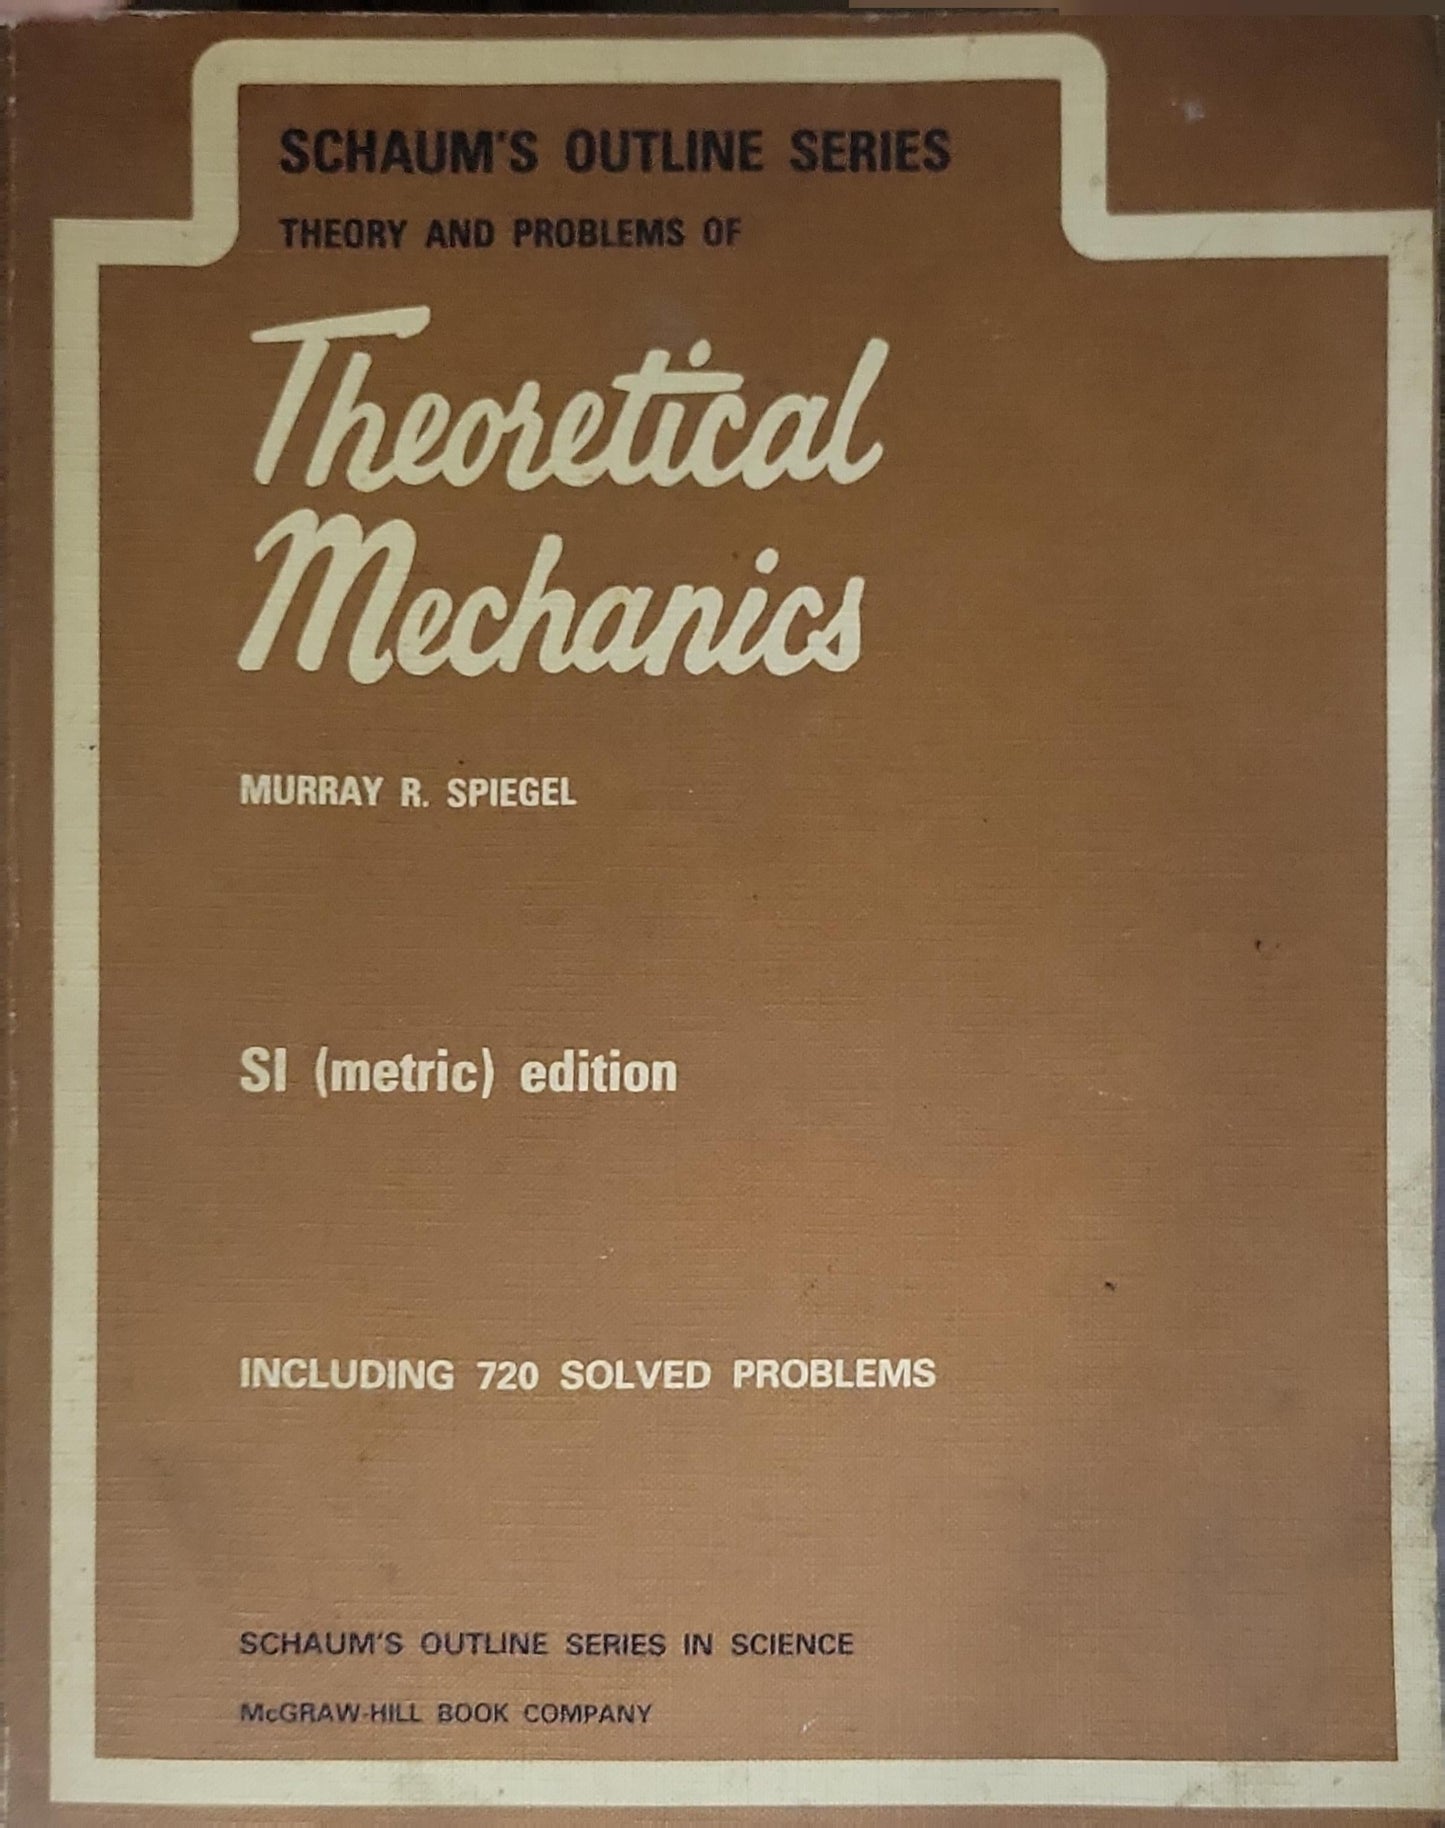 SCHAUM'S OUTLINE SERIES
THEORY AND PROBLEMS OF
Theoretical
Mechanics
MURRAY R. SPIEGEL
SI (metric) edition
INCLUDING 720 SOLVED PROBLEMS
SCHAUM'S OUTLINE SERIES IN SCIENCE
McGRAW-HILL BOOK COMPANY